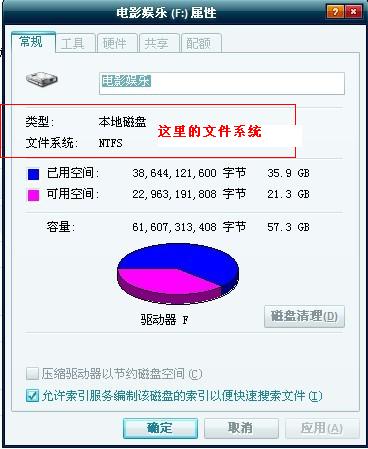 电影娱乐 (F:) 属性
常规 工具 硬件 共享 配额
电影娱乐
类型: 本地磁盘
这里的文件系统
文件系统: NTFS
已用空间: 38,644,121,600 字节 35.9 GB
可用空间: 22,963,191,808 字节 21.3 GB
容量: 61,607,313,408 字节 57.3 GB
驱动器 F
磁盘清理(D)
压缩驱动器以节约磁盘空间(C)
允许索引服务编制该磁盘的索引以便快速搜索文件(I)
确定 取消 应用(A)